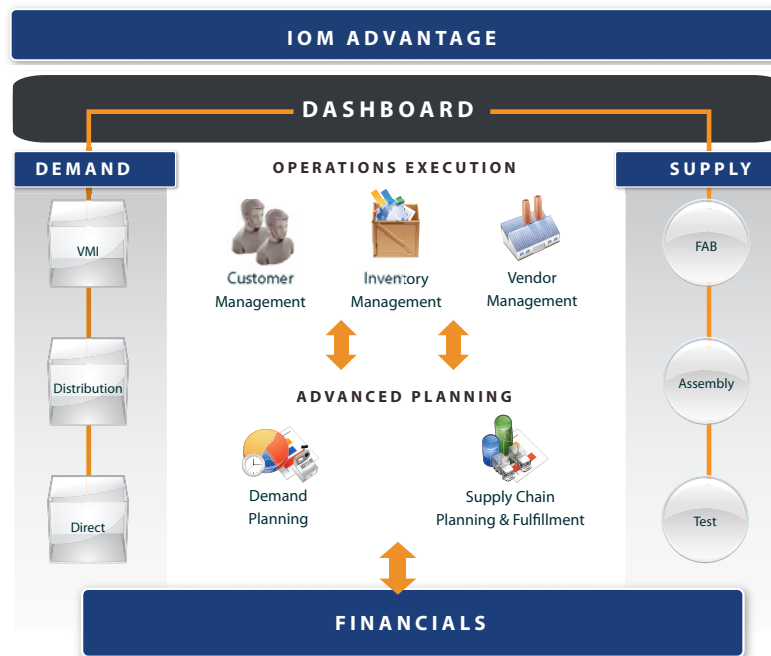 IOM ADVANTAGE
DASHBOARD
DEMAND
OPERATIONS EXECUTION
SUPPLY
VMI
Customer
Management
Inventory
Management
Vendor
Management
FAB
Distribution
ADVANCED PLANNING
Assembly
Demand
Planning
Supply Chain
Planning & Fulfillment
Direct
Test
FINANCIALS